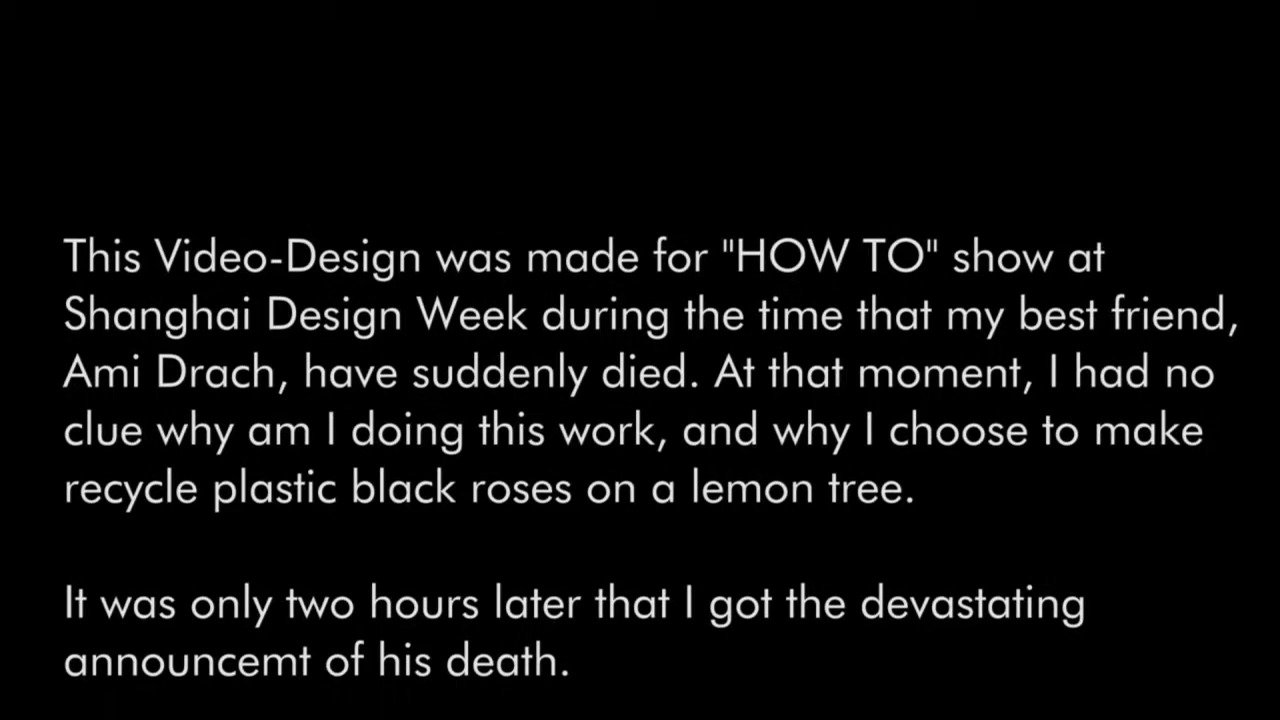 This Video-Design was made for "HOW TO" show at
Shanghai Design Week during the time that my best friend,
Ami Drach, have suddenly died. At that moment, I had no
clue why am I doing this work, and why I choose to make
recycle plastic black roses on a lemon tree.
It was only two hours later that I got the devastating
announcemt of his death.